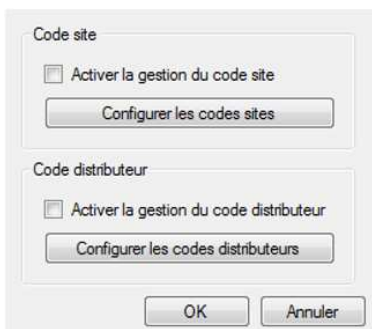 Code site
Activer la gestion du code site
Configurer les codes sites
Code distributeur
Activer la gestion du code distributeur
Configurer les codes distributeurs
OK Annuler